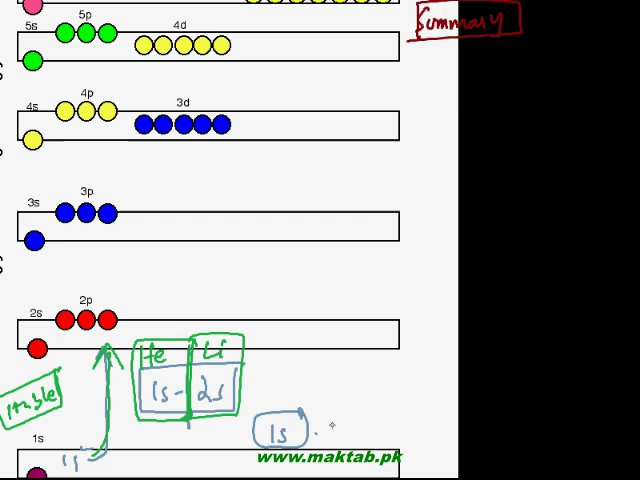 Summary
5s 5p 4d
4s 4p 3d
3s 3p
2s 2p
He Li
1s - 2s
1s
1s
www.maktab.pk